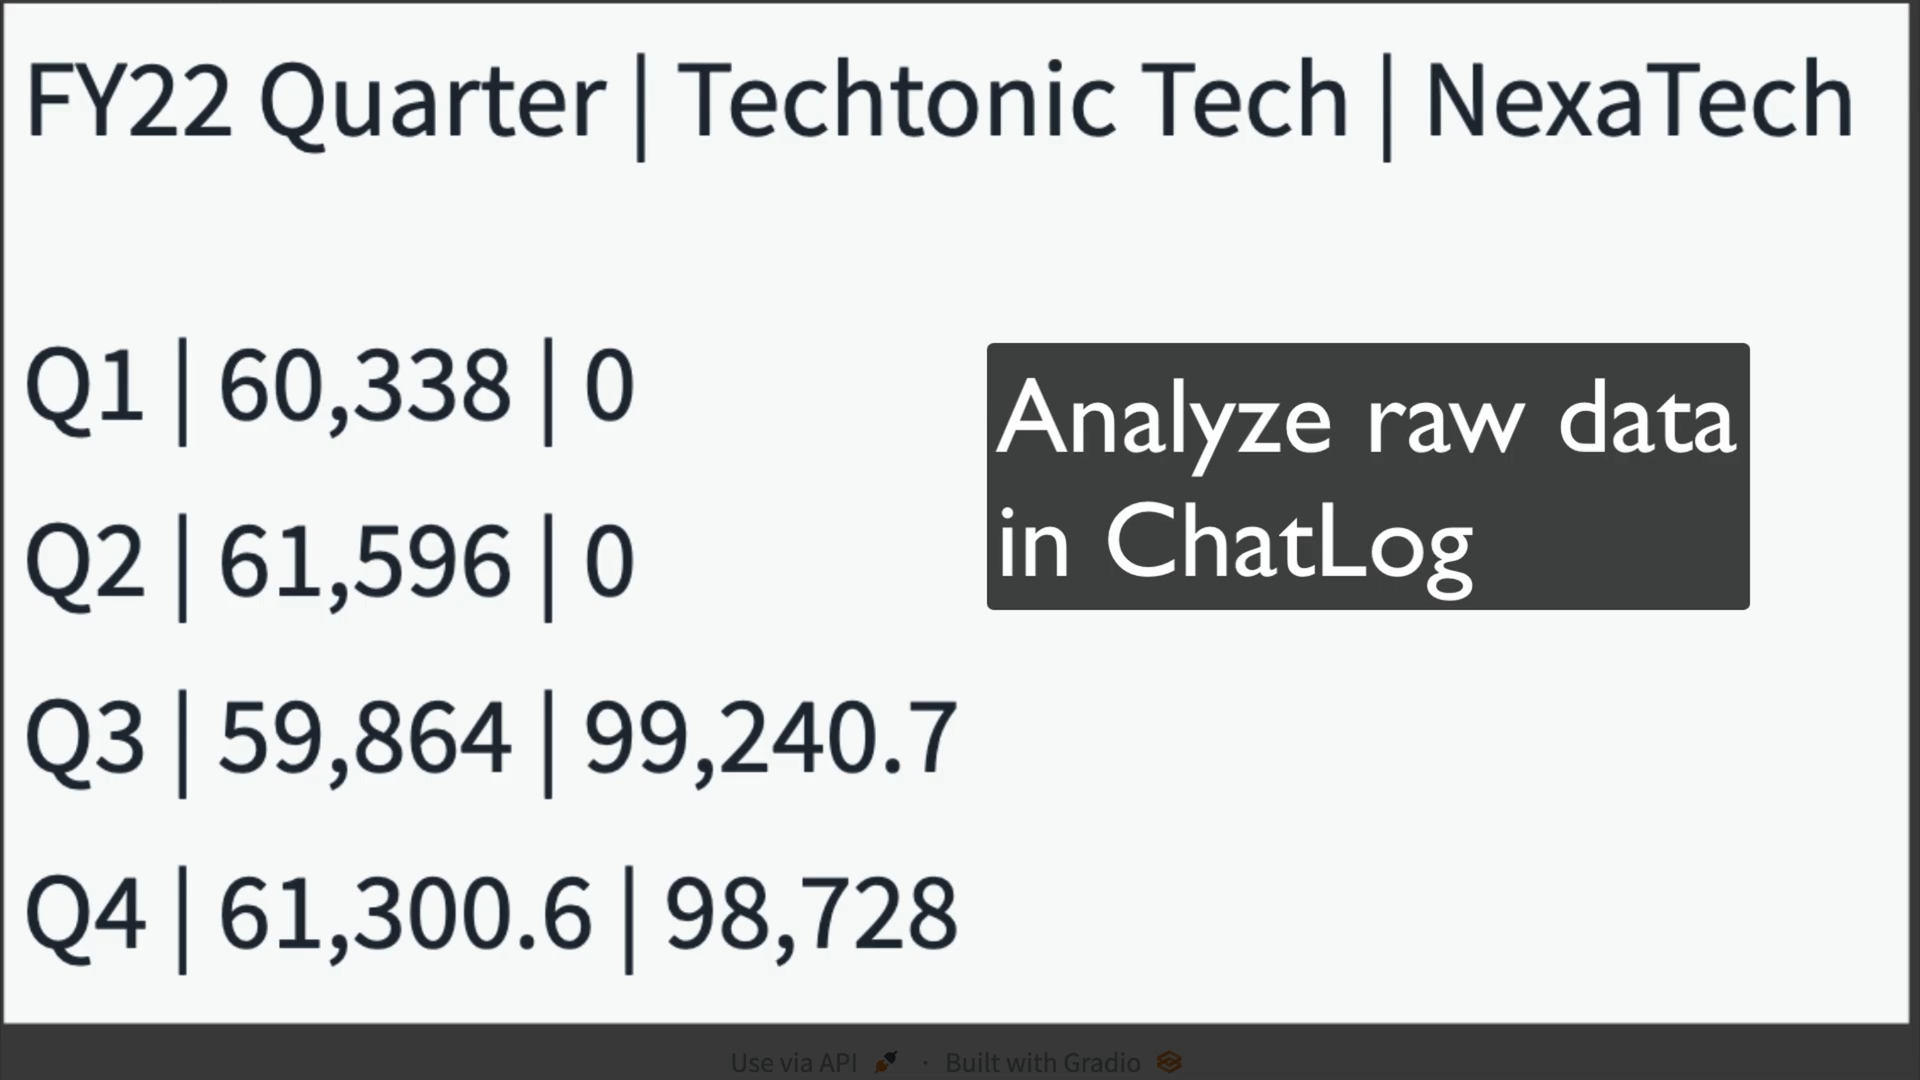 FY22 Quarter | Techtonic Tech | NexaTech
Q1 | 60,338 | 0
Q2 | 61,596 | 0
Q3 | 59,864 | 99,240.7
Q4 | 61,300.6 | 98,728
Analyze raw data
in ChatLog
Use via API · Built with Gradio